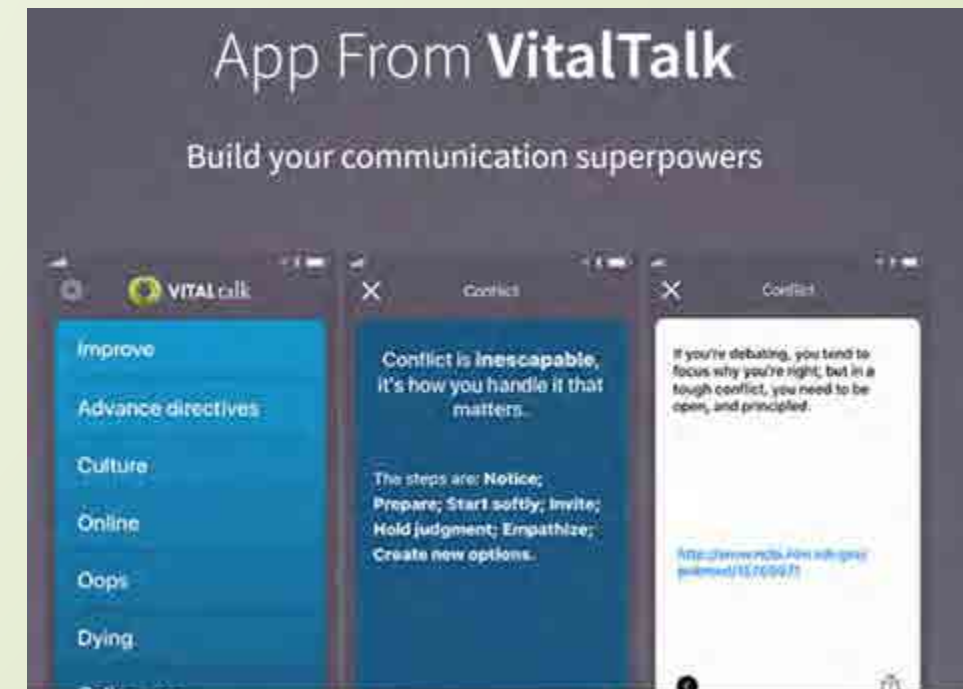 App From VitalTalk
Build your communication superpowers
VITALtalk
Improve
Advance directives
Culture
Online
Oops
Dying
Conflict
Conflict is inescapable,
it's how you handle it that
matters.
The steps are: Notice;
Prepare; Start softly; Invite;
Hold judgment; Empathize;
Create new options.
Conflict
If you're debating, you tend to
focus why you're right; but in a
tough conflict, you need to be
open, and principled.